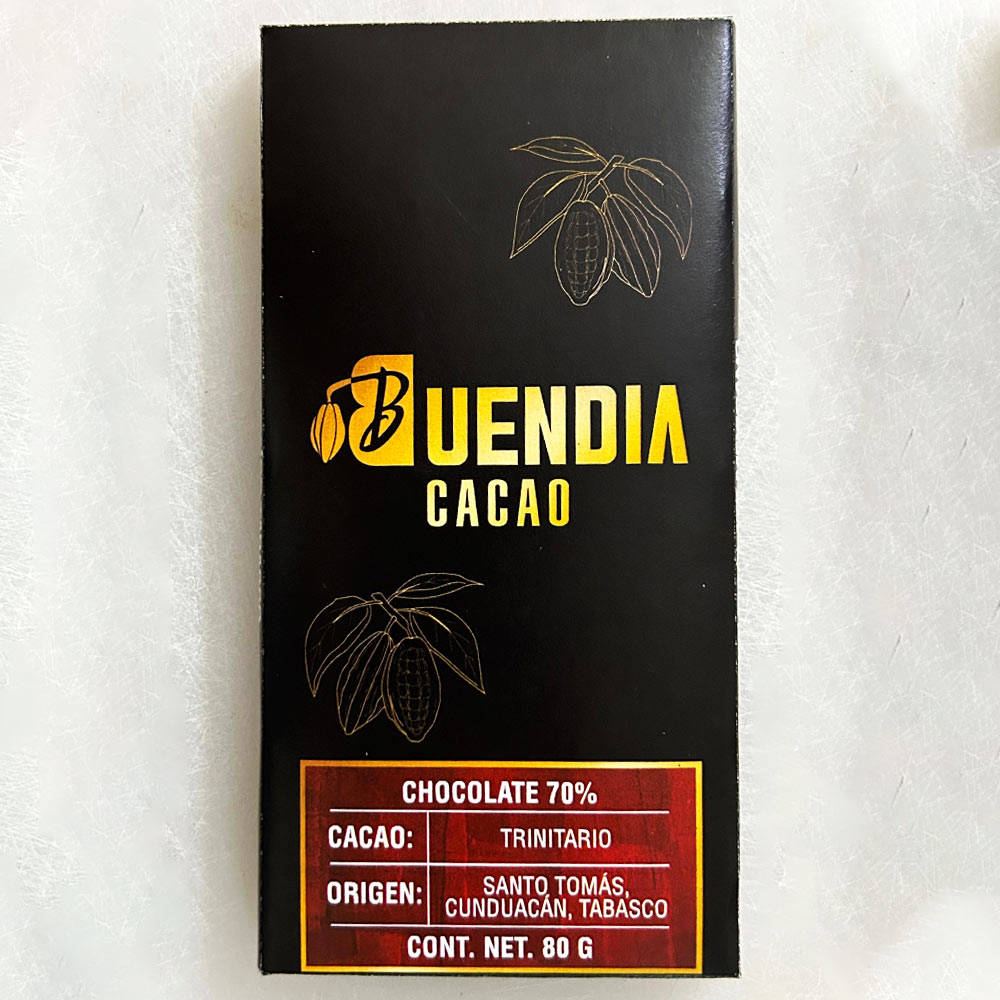 BUENDIA
CACAO
CHOCOLATE 70%
CACAO: TRINITARIO
ORIGEN: SANTO TOMÁS,
CUNDUACÁN, TABASCO
CONT. NET. 80 G